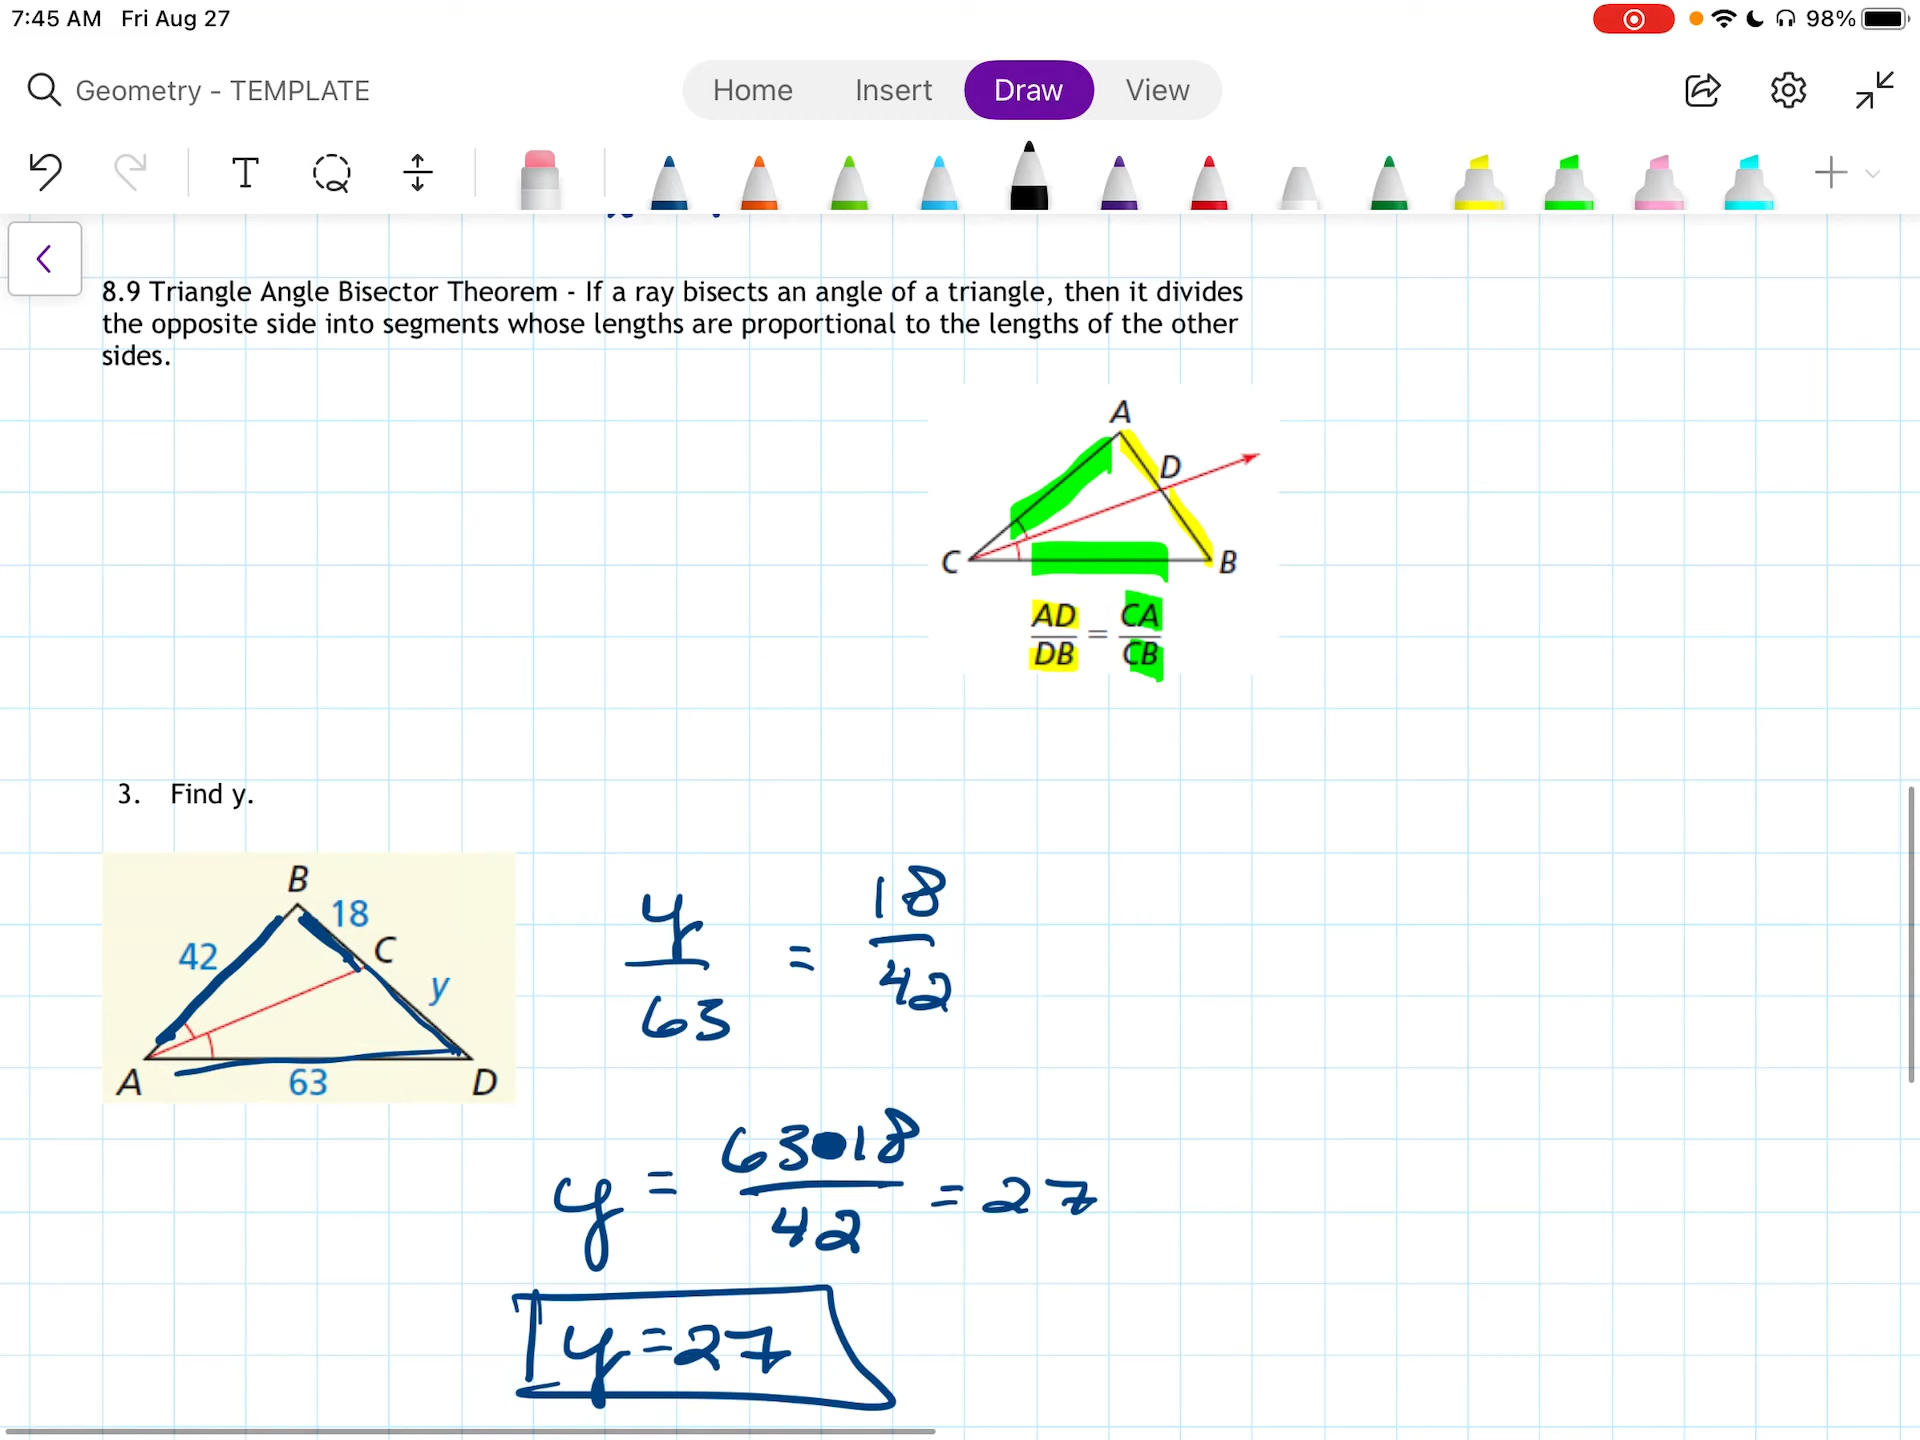 7:45 AM Fri Aug 27
98%
Geometry - TEMPLATE
Home Insert Draw View
T
8.9 Triangle Angle Bisector Theorem - If a ray bisects an angle of a triangle, then it divides
the opposite side into segments whose lengths are proportional to the lengths of the other
sides.
A
D
C
B
AD/DB = CA/CB
3. Find y.
B
18
42
C
y
A
63
D
y/63 = 18/42
y = 63•18/42 = 27
y=27